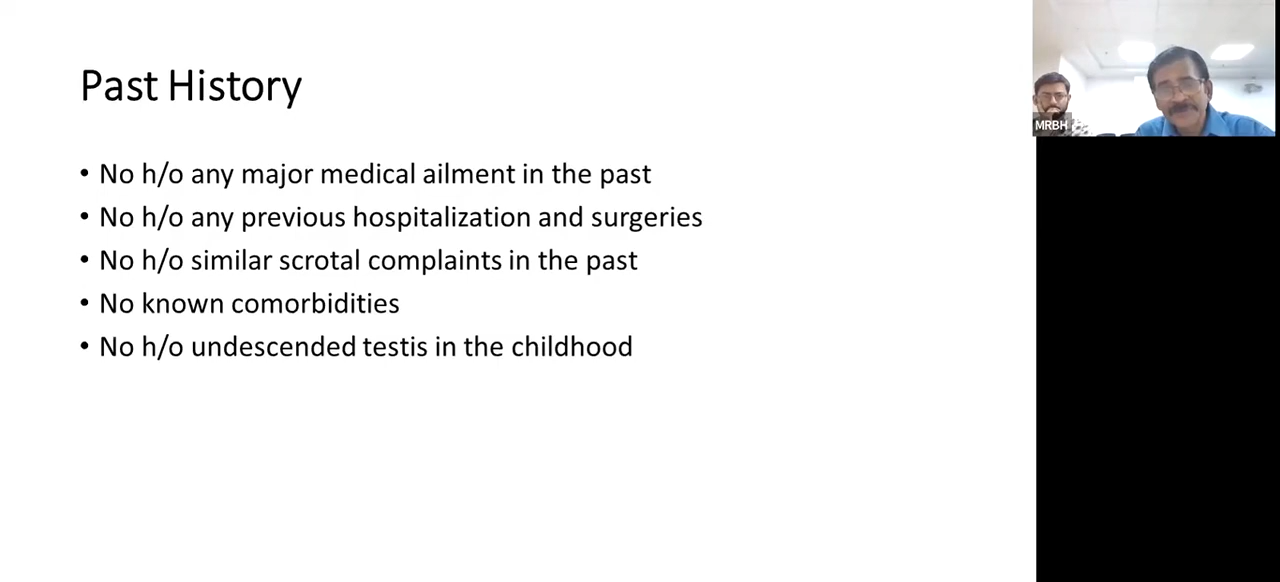 Past History
• No h/o any major medical ailment in the past
• No h/o any previous hospitalization and surgeries
• No h/o similar scrotal complaints in the past
• No known comorbidities
• No h/o undescended testis in the childhood
MRBH